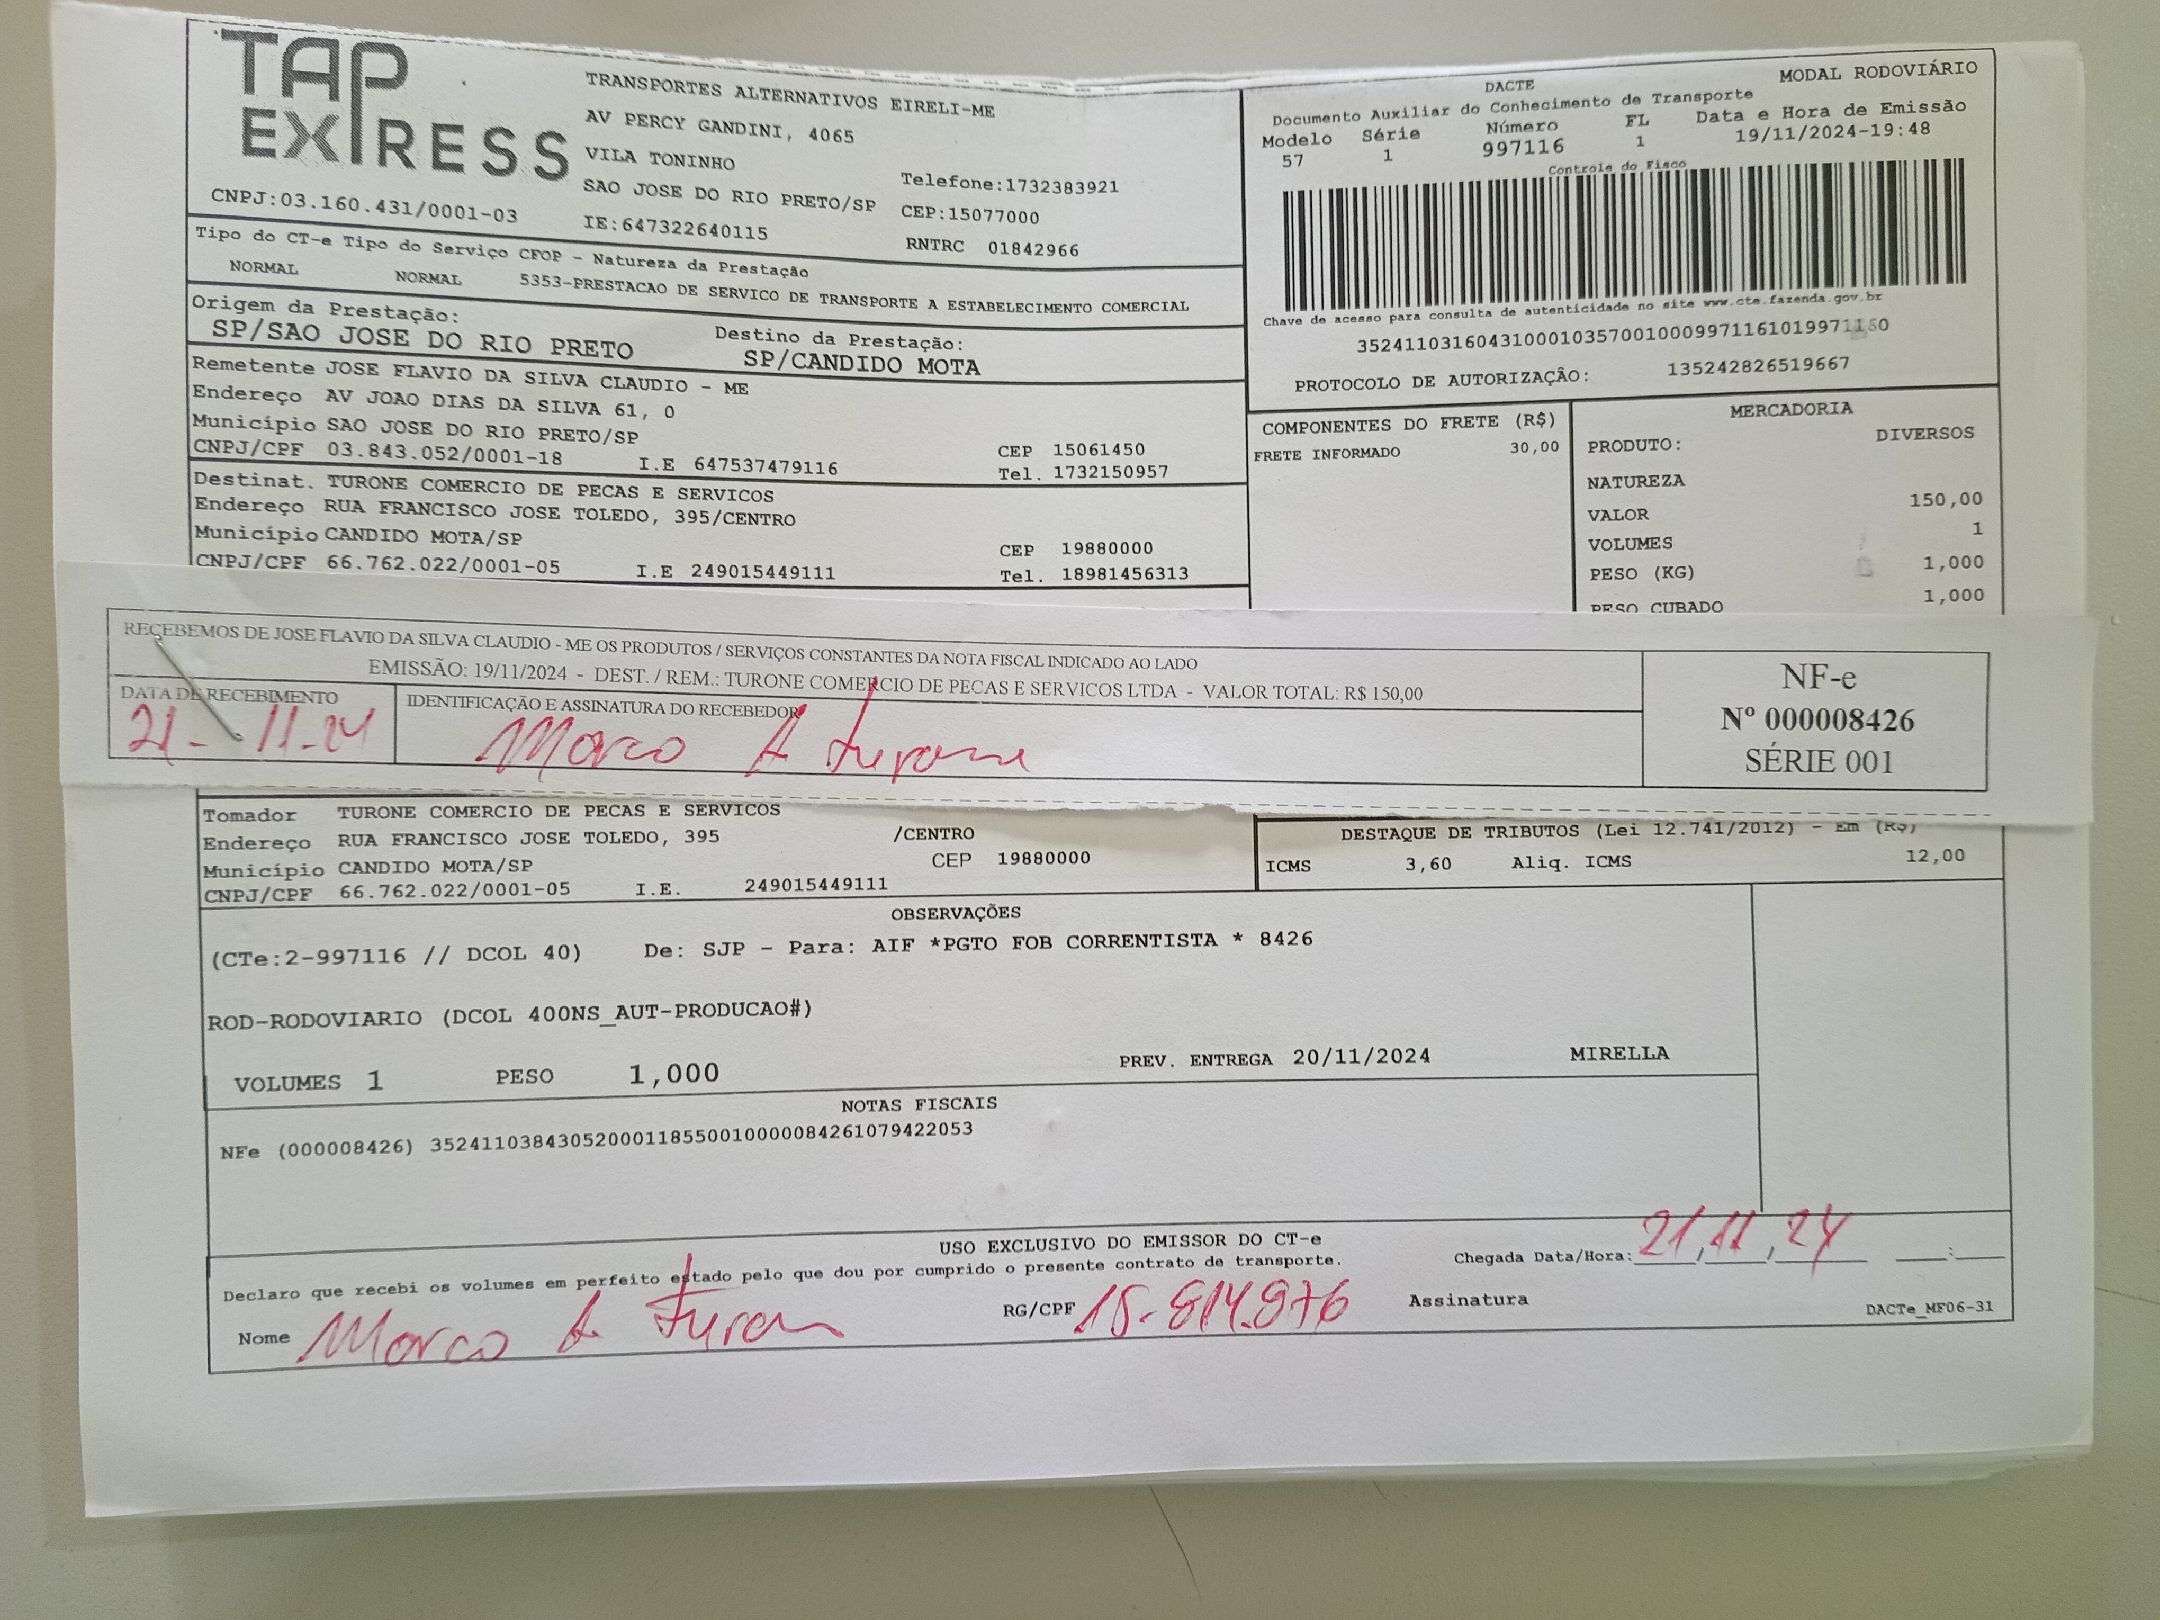 TAP EXPRESS
TRANSPORTES ALTERNATIVOS EIRELI-ME
AV PERCY GANDINI, 4065
VILA TONINHO
SAO JOSE DO RIO PRETO/SP
IE:647322640115
Telefone:1732383921
CEP:15077000
RNTRC 01842966
CNPJ:03.160.431/0001-03
Tipo do CT-e Tipo do Serviço CFOP - Natureza da Prestação
NORMAL NORMAL 5353-PRESTACAO DE SERVICO DE TRANSPORTE A ESTABELECIMENTO COMERCIAL
Origem da Prestação:
SP/SAO JOSE DO RIO PRETO
Destino da Prestação:
SP/CANDIDO MOTA
Remetente JOSE FLAVIO DA SILVA CLAUDIO - ME
Endereço AV JOAO DIAS DA SILVA 61, 0
Município SAO JOSE DO RIO PRETO/SP
CEP 15061450
CNPJ/CPF 03.843.052/0001-18 I.E 647537479116 Tel. 1732150957
Destinat. TURONE COMERCIO DE PECAS E SERVICOS
Endereço RUA FRANCISCO JOSE TOLEDO, 395/CENTRO
Município CANDIDO MOTA/SP CEP 19880000
CNPJ/CPF 66.762.022/0001-05 I.E 249015449111 Tel. 18981456313
DACTE MODAL RODOVIÁRIO
Documento Auxiliar do Conhecimento de Transporte
Modelo Série Número FL Data e Hora de Emissão
57 1 997116 1 19/11/2024-19:48
Controle do Fisco
Chave de acesso para consulta de autenticidade no site www.cte.fazenda.gov.br
PROTOCOLO DE AUTORIZAÇÃO: 135242826519667
COMPONENTES DO FRETE (R$)
FRETE INFORMADO 30,00
MERCADORIA
PRODUTO: DIVERSOS
NATUREZA
VALOR 150,00
VOLUMES 1
PESO (KG) 1,000
PESO CUBADO 1,000
RECEBEMOS DE JOSE FLAVIO DA SILVA CLAUDIO - ME OS PRODUTOS / SERVIÇOS CONSTANTES DA NOTA FISCAL INDICADO AO LADO
EMISSÃO: 19/11/2024 - DEST. / REM.: TURONE COMERCIO DE PECAS E SERVICOS LTDA - VALOR TOTAL: R$ 150,00
DATA DE RECEBIMENTO
21-11-24
IDENTIFICAÇÃO E ASSINATURA DO RECEBEDOR
Marco A turone
NF-e
Nº 000008426
SÉRIE 001
Tomador TURONE COMERCIO DE PECAS E SERVICOS
Endereço RUA FRANCISCO JOSE TOLEDO, 395 /CENTRO
Município CANDIDO MOTA/SP CEP 19880000
CNPJ/CPF 66.762.022/0001-05 I.E. 249015449111
DESTAQUE DE TRIBUTOS (Lei 12.741/2012) - Em (R$)
ICMS 3,60 Aliq. ICMS 12,00
OBSERVAÇÕES
(CTe:2-997116 // DCOL 40) De: SJP - Para: AIF *PGTO FOB CORRENTISTA * 8426
ROD-RODOVIARIO (DCOL 400NS_AUT-PRODUCAO#)
VOLUMES 1 PESO 1,000 PREV. ENTREGA 20/11/2024 MIRELLA
NOTAS FISCAIS
NFe (000008426) 35241103843052000118550010000084261079422053
USO EXCLUSIVO DO EMISSOR DO CT-e
Declaro que recebi os volumes em perfeito estado pelo que dou por cumprido o presente contrato de transporte.
Chegada Data/Hora: 21,11,24
Nome Marco A Turon
RG/CPF 15-814.876
Assinatura
DACTe_MF06-31